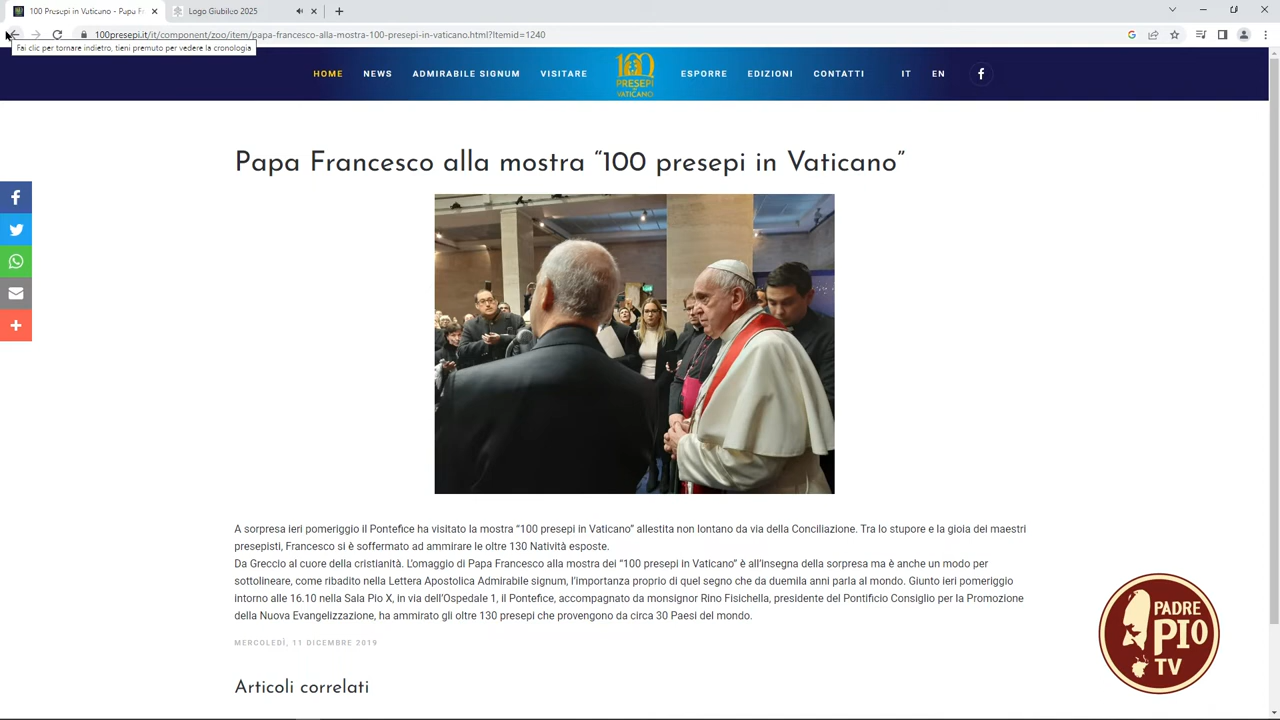 100 Presepi in Vaticano - Papa Fr
Logo Giubileo 2025
100presepi.it/it/component/zoo/item/papa-francesco-alla-mostra-100-presepi-in-vaticano.html?Itemid=1240
Fai clic per tornare indietro, tieni premuto per vedere la cronologia
HOME NEWS ADMIRABILE SIGNUM VISITARE
100
PRESEPI
VATICANO
ESPORRE EDIZIONI CONTATTI IT EN
Papa Francesco alla mostra “100 presepi in Vaticano”
A sorpresa ieri pomeriggio il Pontefice ha visitato la mostra “100 presepi in Vaticano” allestita non lontano da via della Conciliazione. Tra lo stupore e la gioia dei maestri
presepisti, Francesco si è soffermato ad ammirare le oltre 130 Natività esposte.
Da Greccio al cuore della cristianità. L’omaggio di Papa Francesco alla mostra dei “100 presepi in Vaticano” è all’insegna della sorpresa ma è anche un modo per
sottolineare, come ribadito nella Lettera Apostolica Admirabile signum, l’importanza proprio di quel segno che da duemila anni parla al mondo. Giunto ieri pomeriggio
intorno alle 16.10 nella Sala Pio X, in via dell’Ospedale 1, il Pontefice, accompagnato da monsignor Rino Fisichella, presidente del Pontificio Consiglio per la Promozione
della Nuova Evangelizzazione, ha ammirato gli oltre 130 presepi che provengono da circa 30 Paesi del mondo.
MERCOLEDÌ, 11 DICEMBRE 2019
Articoli correlati
PADRE
PIO
TV